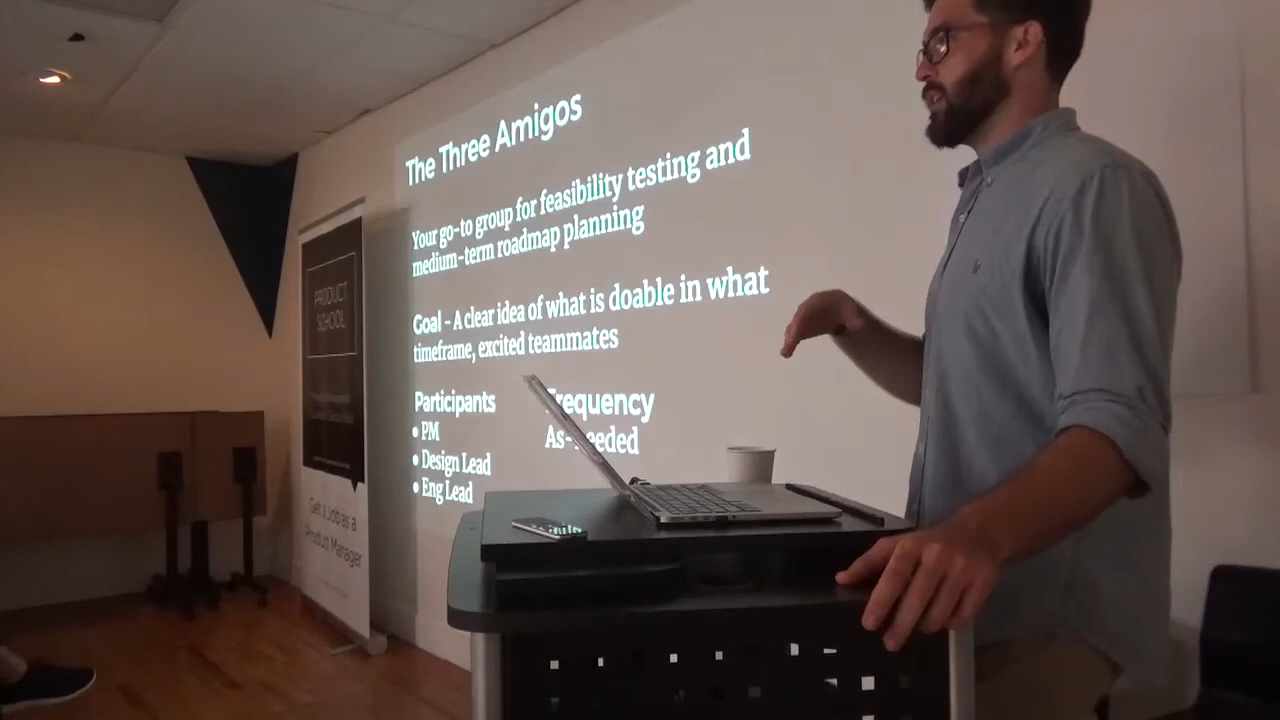 The Three Amigos
Your go-to group for feasibility testing and
medium-term roadmap planning
Goal - A clear idea of what is doable in what
timeframe, excited teammates
Participants
• PM
• Design Lead
• Eng Lead
Frequency
As-Needed
PRODUCT
SCHOOL
Get a Job as a
Product Manager